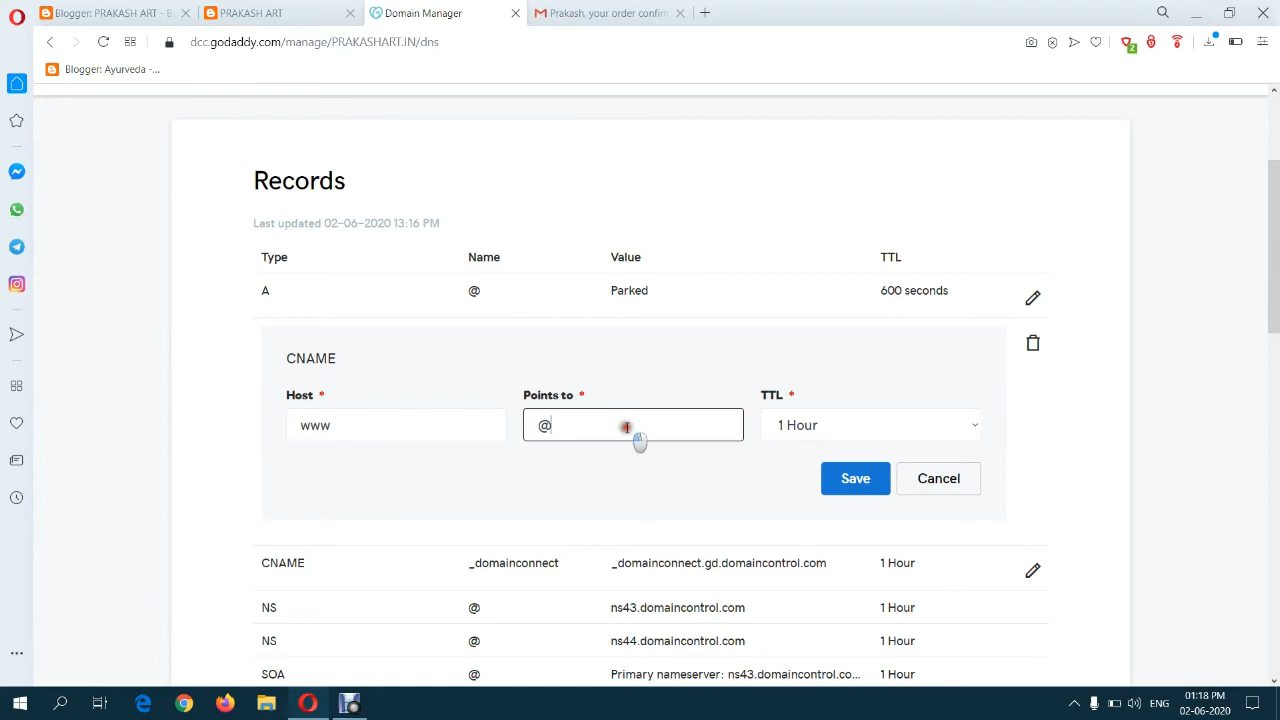 Blogger: PRAKASH ART - B
PRAKASH ART
Domain Manager
Prakash, your order confirm
dcc.godaddy.com/manage/PRAKASHART.IN/dns
2
Blogger: Ayurveda -...
Records
Last updated 02-06-2020 13:16 PM
Type Name Value TTL
A @ Parked 600 seconds
CNAME
Host * Points to * TTL *
www @ 1 Hour
Save Cancel
CNAME _domainconnect _domainconnect.gd.domaincontrol.com 1 Hour
NS @ ns43.domaincontrol.com 1 Hour
NS @ ns44.domaincontrol.com 1 Hour
SOA @ Primary nameserver: ns43.domaincontrol.co... 1 Hour
ENG
01:18 PM
02-06-2020